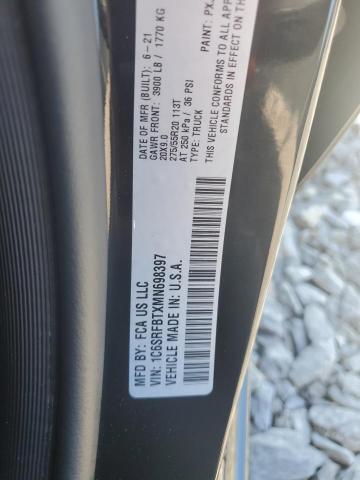 MFD BY: FCA US LLC
VIN: 1C6SRFBTXMN698397
VEHICLE MADE IN: U.S.A.
DATE OF MFR (BUILT): 6-21
GAWR FRONT: 3900 LB / 1770 KG
20X9.0
275/55R20 113T
AT 250 kPa / 36 PSI
TYPE: TRUCK
PAINT: PX
THIS VEHICLE CONFORMS TO ALL APP
STANDARDS IN EFFECT ON THE